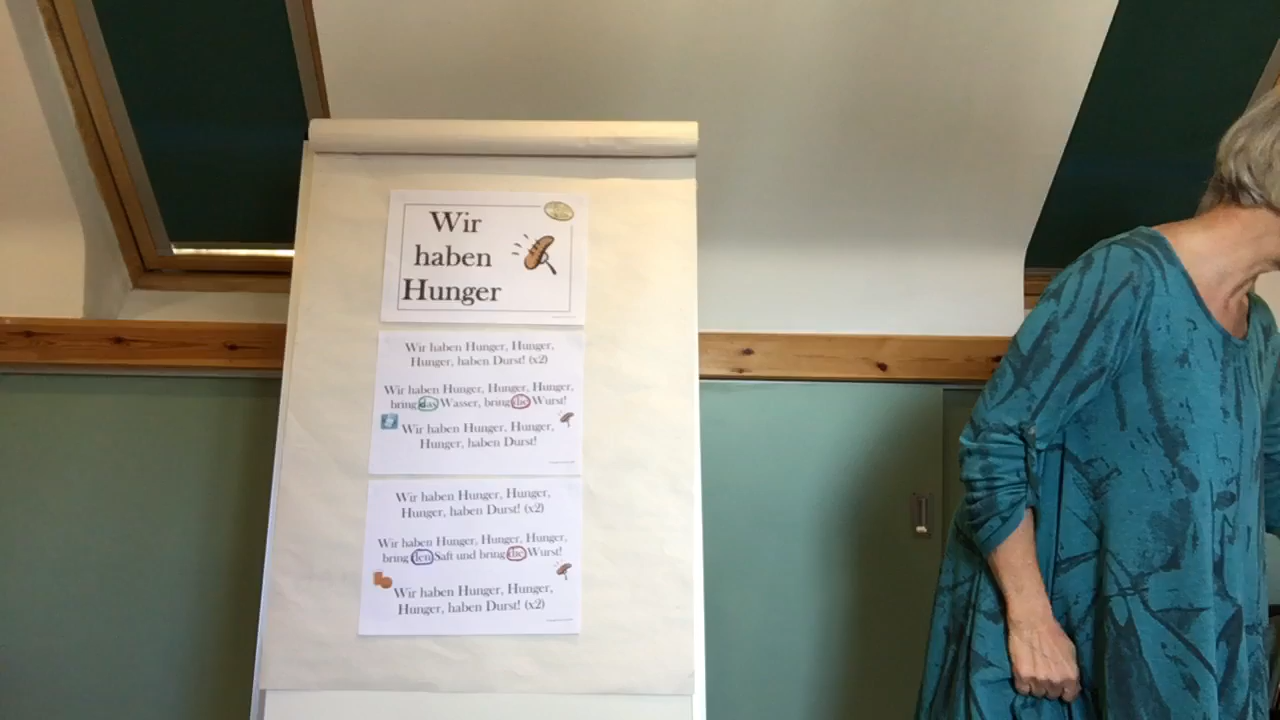 Wir
haben
Hunger
Wir haben Hunger, Hunger,
Hunger, haben Durst! (x2)
Wir haben Hunger, Hunger, Hunger,
bring das Wasser, bring die Wurst!
Wir haben Hunger, Hunger,
Hunger, haben Durst!
Wir haben Hunger, Hunger,
Hunger, haben Durst! (x2)
Wir haben Hunger, Hunger, Hunger,
bring den Saft und bring die Wurst!
Wir haben Hunger, Hunger,
Hunger, haben Durst! (x2)